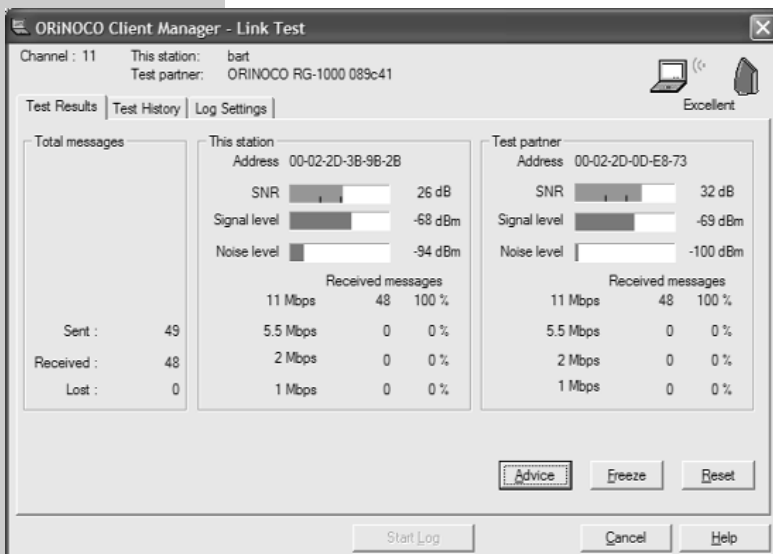 ORiNOCO Client Manager - Link Test
Channel : 11 This station: bart
Test partner: ORINOCO RG-1000 089c41
Excellent
Test Results Test History Log Settings
Total messages
Sent : 49
Received : 48
Lost : 0
This station
Address 00-02-2D-3B-9B-2B
SNR 26 dB
Signal level -68 dBm
Noise level -94 dBm
Received messages
11 Mbps 48 100 %
5.5 Mbps 0 0 %
2 Mbps 0 0 %
1 Mbps 0 0 %
Test partner
Address 00-02-2D-0D-E8-73
SNR 32 dB
Signal level -69 dBm
Noise level -100 dBm
Received messages
11 Mbps 48 100 %
5.5 Mbps 0 0 %
2 Mbps 0 0 %
1 Mbps 0 0 %
Advice Freeze Reset
Start Log Cancel Help